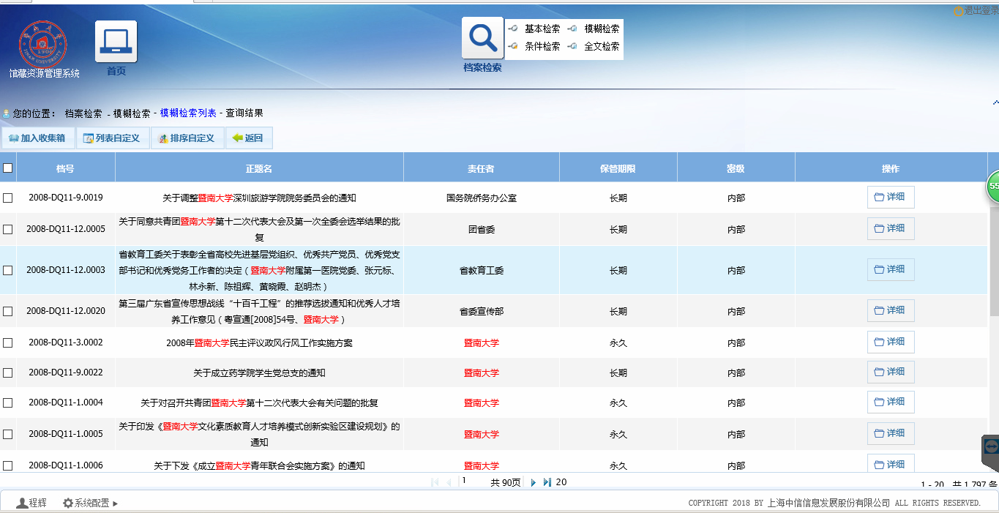 退出登录
基本检索 模糊检索
条件检索 全文检索
馆藏资源管理系统
首页
档案检索
您的位置： 档案检索 - 模糊检索 - 模糊检索列表 - 查询结果
加入收集箱 列表自定义 排序自定义 返回
档号 正题名 责任者 保管期限 密级 操作
2008-DQ11-9.0019 关于调整暨南大学深圳旅游学院院务委员会的通知 国务院侨务办公室 长期 内部 详细
关于同意共青团暨南大学第十二次代表大会及第一次全委会选举结果的批
2008-DQ11-12.0005 团省委 长期 内部 详细
复
省教育工委关于表彰全省高校先进基层党组织、优秀共产党员、优秀党支
2008-DQ11-12.0003 部书记和优秀党务工作者的决定（暨南大学附属第一医院党委、张元标、 省教育工委 长期 内部 详细
林永新、陈祖辉、黄晓霞、赵明杰）
第三届广东省宣传思想战线“十百千工程”的推荐选拔通知和优秀人才培
2008-DQ11-12.0020 省委宣传部 长期 内部 详细
养工作意见（粤宣通[2008]54号、暨南大学）
2008-DQ11-3.0002 2008年暨南大学民主评议政风行风工作实施方案 暨南大学 永久 内部 详细
2008-DQ11-9.0022 关于成立药学院学生党总支的通知 暨南大学 长期 内部 详细
2008-DQ11-1.0004 关于对召开共青团暨南大学第十二次代表大会有关问题的批复 暨南大学 永久 内部 详细
关于印发《暨南大学文化素质教育人才培养模式创新实验区建设规划》的
2008-DQ11-1.0005 暨南大学 永久 内部 详细
通知
2008-DQ11-1.0006 关于下发《成立暨南大学青年联合会实施方案》的通知 暨南大学 永久 内部 详细
55
1 共 90页 20
1 - 20 共 1,797 条
程辉 系统配置
COPYRIGHT 2018 BY 上海中信信息发展股份有限公司 ALL RIGHTS RESERVED.